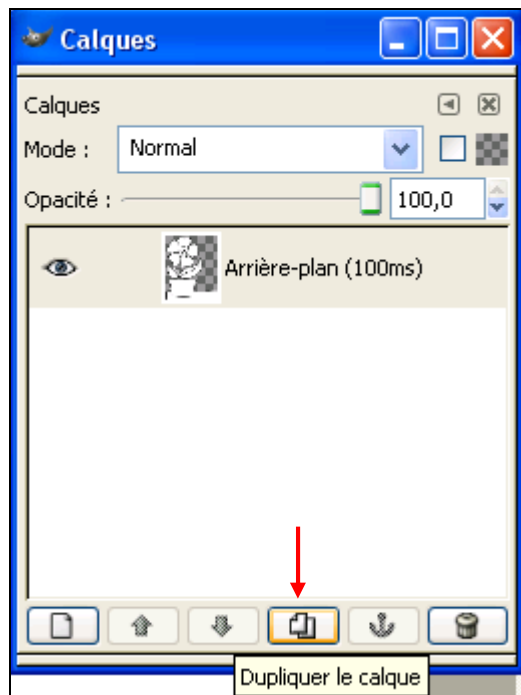 Calques
Calques
Mode : Normal
Opacité : 100,0
Arrière-plan (100ms)
Dupliquer le calque